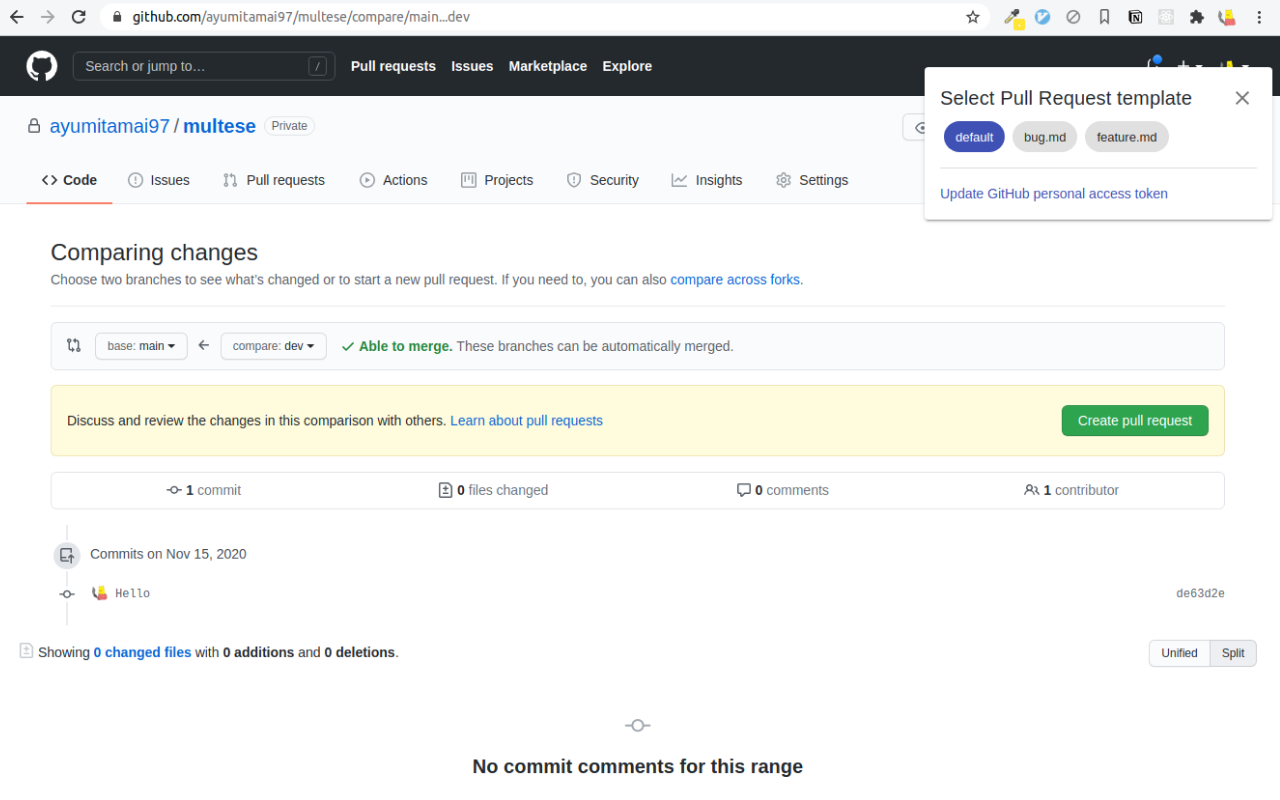 github.com/ayumitamai97/multese/compare/main...dev
Search or jump to…
/
Pull requests Issues Marketplace Explore
Select Pull Request template
default bug.md feature.md
Update GitHub personal access token
ayumitamai97 / multese Private
Code Issues Pull requests Actions Projects Security Insights Settings
Comparing changes
Choose two branches to see what's changed or to start a new pull request. If you need to, you can also compare across forks.
base: main compare: dev Able to merge. These branches can be automatically merged.
Discuss and review the changes in this comparison with others. Learn about pull requests
Create pull request
1 commit 0 files changed 0 comments 1 contributor
Commits on Nov 15, 2020
Hello de63d2e
Showing 0 changed files with 0 additions and 0 deletions.
Unified Split
No commit comments for this range